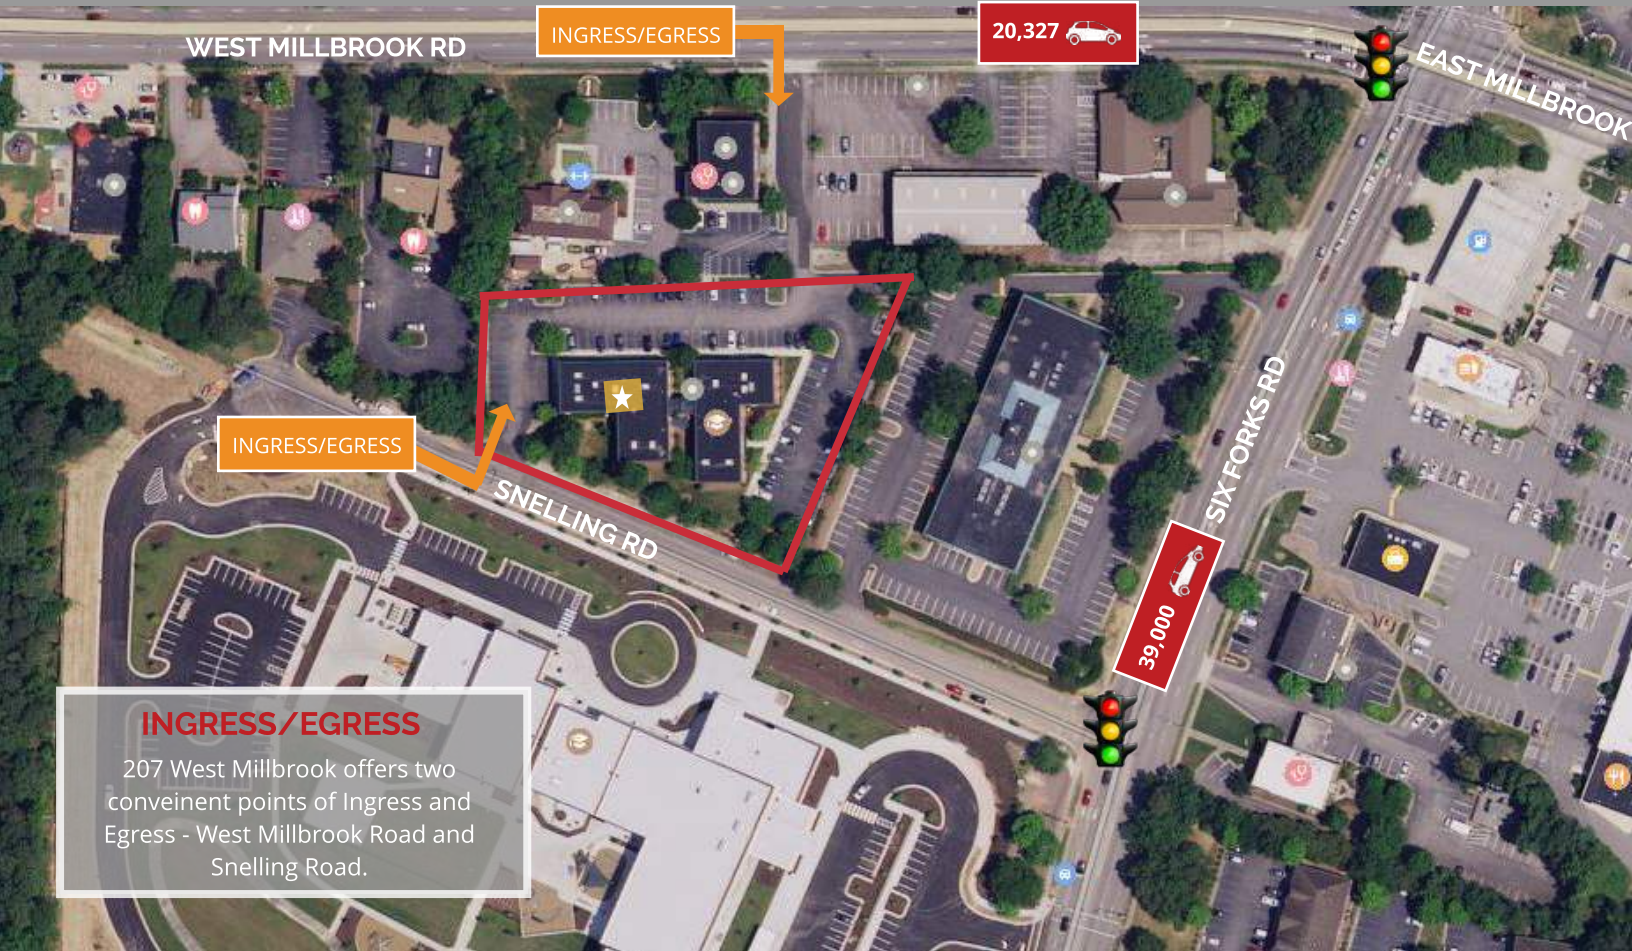 INGRESS/EGRESS
20,327
WEST MILLBROOK RD
EAST MILLBROOK
SIX FORKS RD
INGRESS/EGRESS
SNELLING RD
39,000
INGRESS/EGRESS
207 West Millbrook offers two
conveinent points of Ingress and
Egress - West Millbrook Road and
Snelling Road.